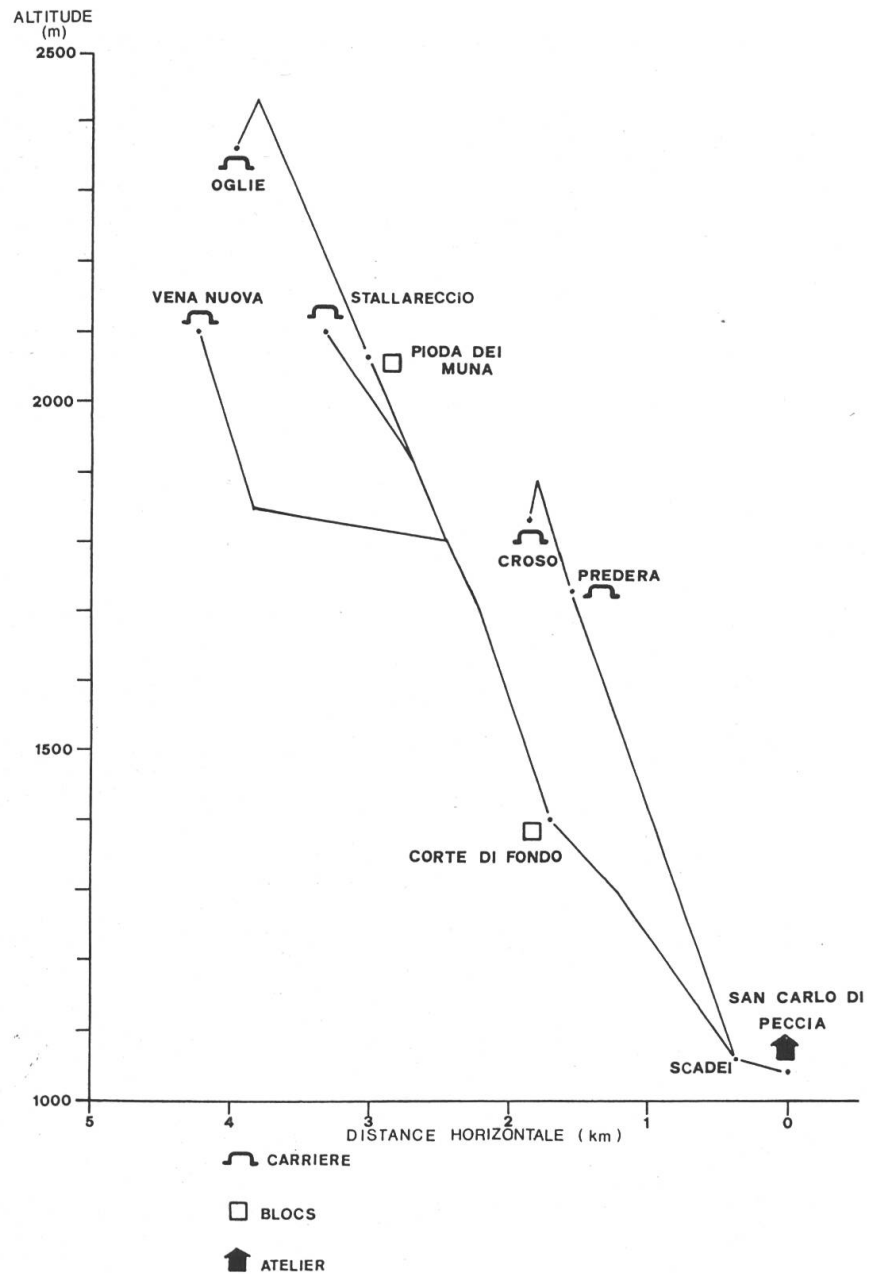 ALTITUDE
(m)
2500
OGLIE
VENA NUOVA
STALLARECCIO
PIODA DEI
MUNA
2000
CROSO
PREDERA
1500
CORTE DI FONDO
SAN CARLO DI
PECCIA
SCADEI
1000
5 4 3 2 1 0
DISTANCE HORIZONTALE (km)
CARRIERE
BLOCS
ATELIER